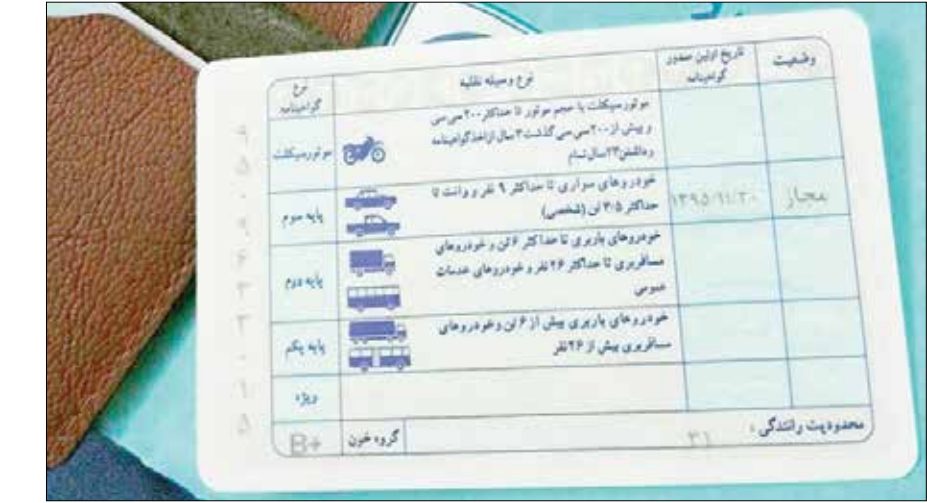 وضعیت
تاریخ اولین صدور
گواهینامه
نوع وسیله نقلیه
نوع
گواهینامه
موتورسیکلت با حجم موتور تا حداکثر ۲۰۰ سی سی
و بیش از ۲۰۰ سی سی گذشت ۳ سال از اخذ گواهینامه
و داشتن ۲۳ سال تمام
موتورسیکلت
مجاز
۱۳۹۵/۱۱/۳۰
خودروهای سواری تا حداکثر ۹ نفر و وانت تا
حداکثر ۳/۵ تن (شخصی)
پایه سوم
خودروهای باربری تا حداکثر ۶ تن و خودروهای
مسافربری تا حداکثر ۲۶ نفر و خودروهای خدمات
عمومی
پایه دوم
خودروهای باربری بیش از ۶ تن و خودروهای
مسافربری بیش از ۲۶ نفر
پایه یکم
ویژه
محدودیت رانندگی :
۳۱
گروه خون
B+